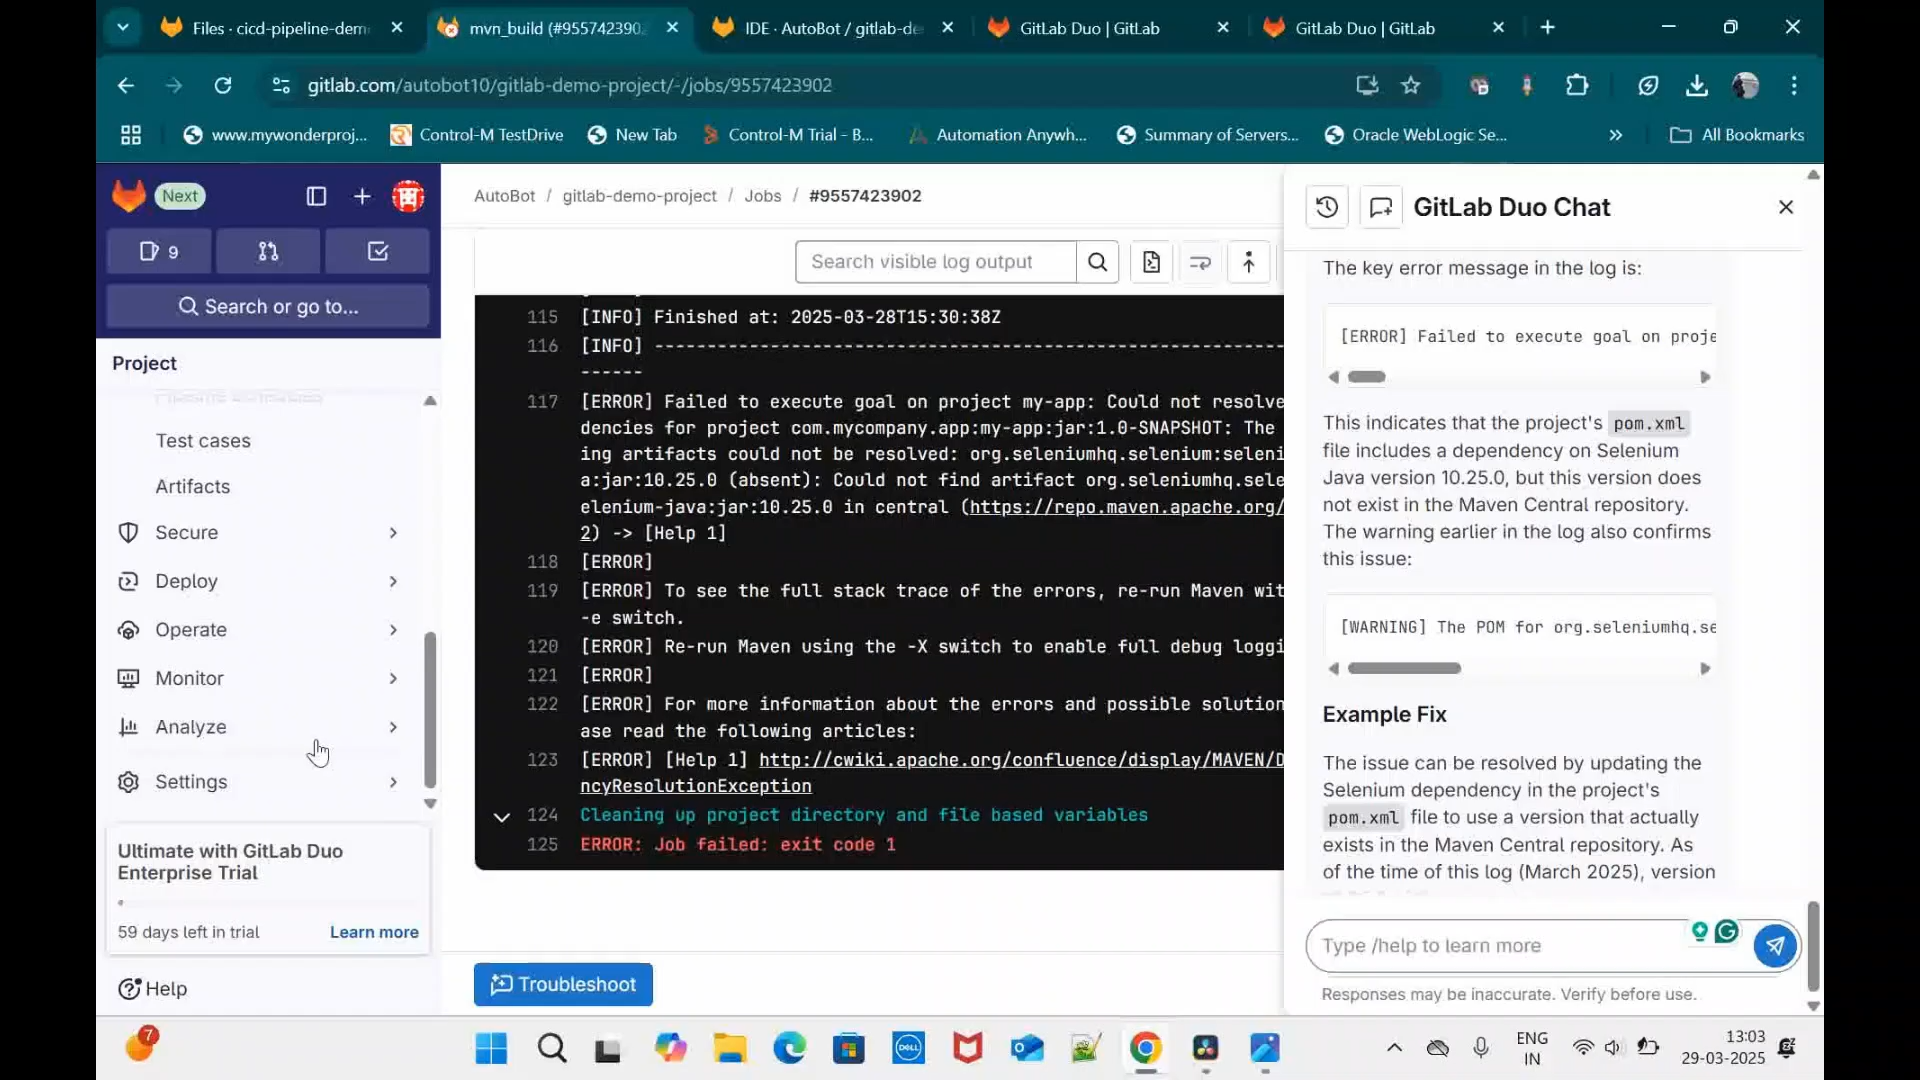 Files · cicd-pipeline-dem
mvn_build (#9557423902
IDE · AutoBot / gitlab-de
GitLab Duo | GitLab
GitLab Duo | GitLab
gitlab.com/autobot10/gitlab-demo-project/-/jobs/9557423902
www.mywonderproj...
Control-M TestDrive
New Tab
Control-M Trial - B...
Automation Anywh...
Summary of Servers...
Oracle WebLogic Se...
All Bookmarks
Next
9
Search or go to...
Project
Pipeline schedules
Test cases
Artifacts
Secure
Deploy
Operate
Monitor
Analyze
Settings
Ultimate with GitLab Duo
Enterprise Trial
59 days left in trial
Learn more
Help
AutoBot / gitlab-demo-project / Jobs / #9557423902
Search visible log output
115 [INFO] Finished at: 2025-03-28T15:30:38Z
116 [INFO] ------------------------------------------------------------------
------
117 [ERROR] Failed to execute goal on project my-app: Could not resolve
dencies for project com.mycompany.app:my-app:jar:1.0-SNAPSHOT: The
ing artifacts could not be resolved: org.seleniumhq.selenium:seleni
a:jar:10.25.0 (absent): Could not find artifact org.seleniumhq.sele
elenium-java:jar:10.25.0 in central (https://repo.maven.apache.org/
2) -> [Help 1]
118 [ERROR]
119 [ERROR] To see the full stack trace of the errors, re-run Maven wit
-e switch.
120 [ERROR] Re-run Maven using the -X switch to enable full debug loggi
121 [ERROR]
122 [ERROR] For more information about the errors and possible solution
ase read the following articles:
123 [ERROR] [Help 1] http://cwiki.apache.org/confluence/display/MAVEN/D
ncyResolutionException
124 Cleaning up project directory and file based variables
125 ERROR: Job failed: exit code 1
Troubleshoot
GitLab Duo Chat
The key error message in the log is:
[ERROR] Failed to execute goal on proje
This indicates that the project's pom.xml
file includes a dependency on Selenium
Java version 10.25.0, but this version does
not exist in the Maven Central repository.
The warning earlier in the log also confirms
this issue:
[WARNING] The POM for org.seleniumhq.se
Example Fix
The issue can be resolved by updating the
Selenium dependency in the project's
pom.xml file to use a version that actually
exists in the Maven Central repository. As
of the time of this log (March 2025), version
Type /help to learn more
Responses may be inaccurate. Verify before use.
7
DELL
ENG
IN
13:03
29-03-2025